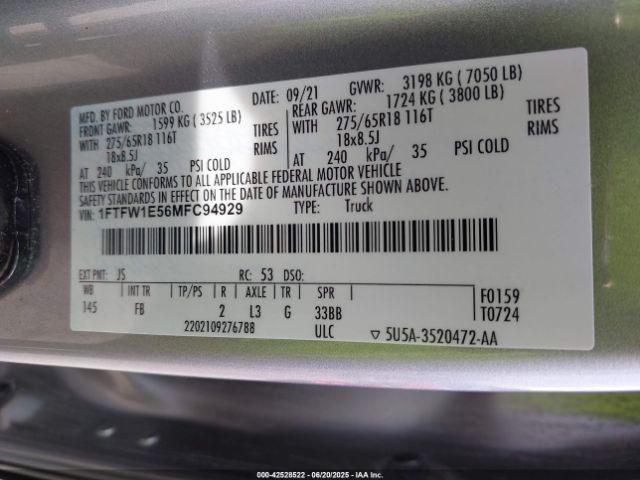 MFD. BY FORD MOTOR CO. DATE: 09/21 GVWR: 3198 KG ( 7050 LB)
FRONT GAWR: 1599 KG ( 3525 LB) REAR GAWR: 1724 KG ( 3800 LB)
WITH 275/65R18 116T TIRES WITH 275/65R18 116T TIRES
18x8.5J RIMS 18x8.5J RIMS
AT 240 kPa/ 35 PSI COLD AT 240 kPa/ 35 PSI COLD
THIS VEHICLE CONFORMS TO ALL APPLICABLE FEDERAL MOTOR VEHICLE
SAFETY STANDARDS IN EFFECT ON THE DATE OF MANUFACTURE SHOWN ABOVE.
VIN: 1FTFW1E56MFC94929 TYPE: Truck
EXT PNT: JS RC: 53 DSO:
WB INT TR TP/PS R AXLE TR SPR F0159
145 FB 2 L3 G 33BB T0724
2202109276788 ULC ▽ 5U5A-3520472-AA
000-42528522 - 06/20/2025 - IAAI.COM